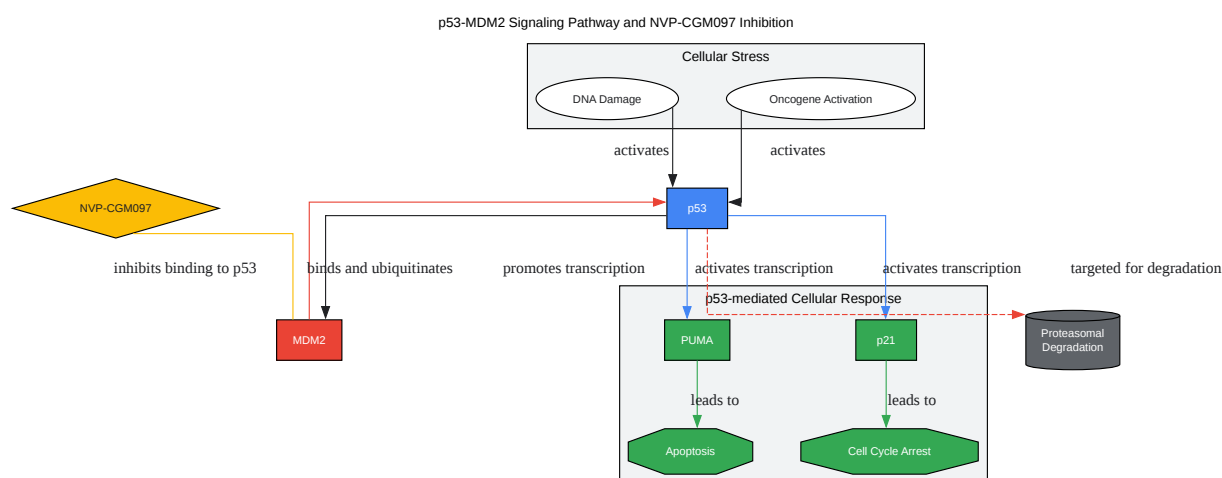 p53-MDM2 Signaling Pathway and NVP-CGM097 Inhibition
Cellular Stress
DNA Damage
Oncogene Activation
activates
activates
NVP-CGM097
p53
inhibits binding to p53
binds and ubiquitinates
promotes transcription
activates transcription
activates transcription
targeted for degradation
p53-mediated Cellular Response
MDM2
PUMA
p21
Proteasomal
Degradation
leads to
leads to
Apoptosis
Cell Cycle Arrest